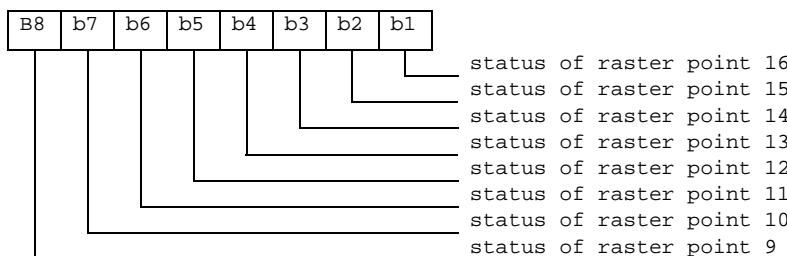 B8 b7 b6 b5 b4 b3 b2 b1
status of raster point 16
status of raster point 15
status of raster point 14
status of raster point 13
status of raster point 12
status of raster point 11
status of raster point 10
status of raster point 9